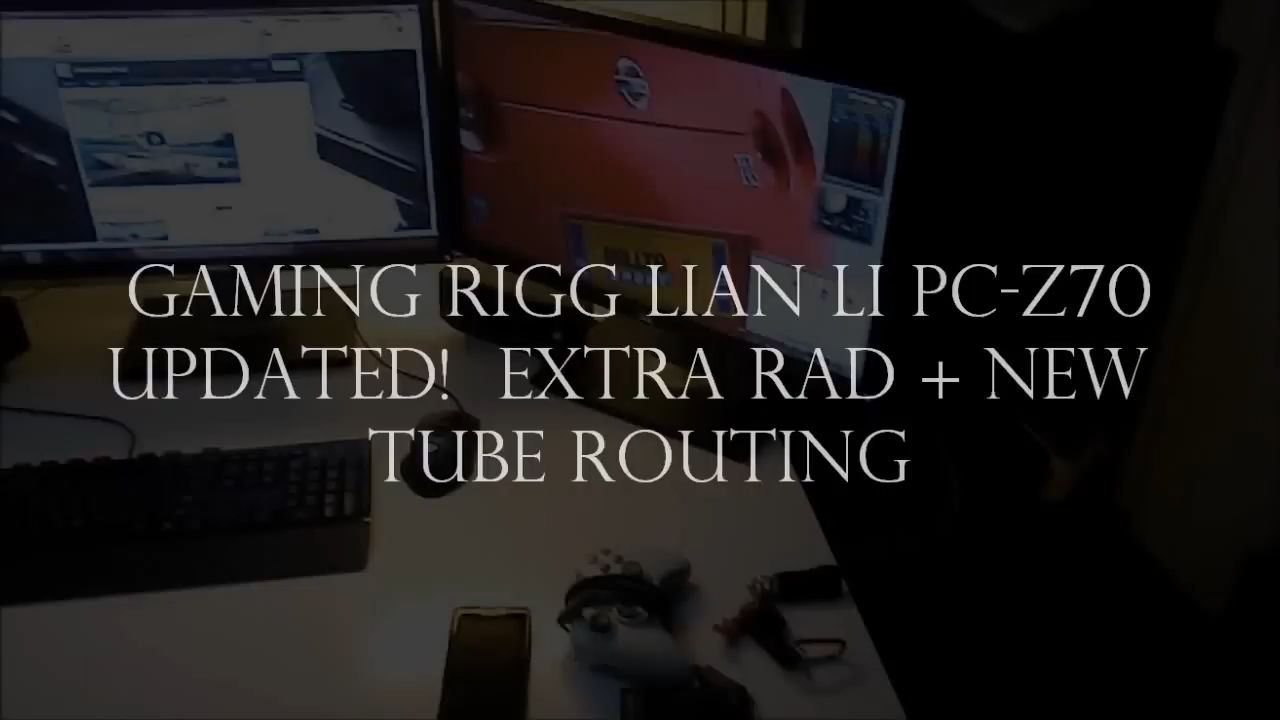 GAMING RIGG LIAN LI PC-Z70
UPDATED!  EXTRA RAD + NEW
TUBE ROUTING